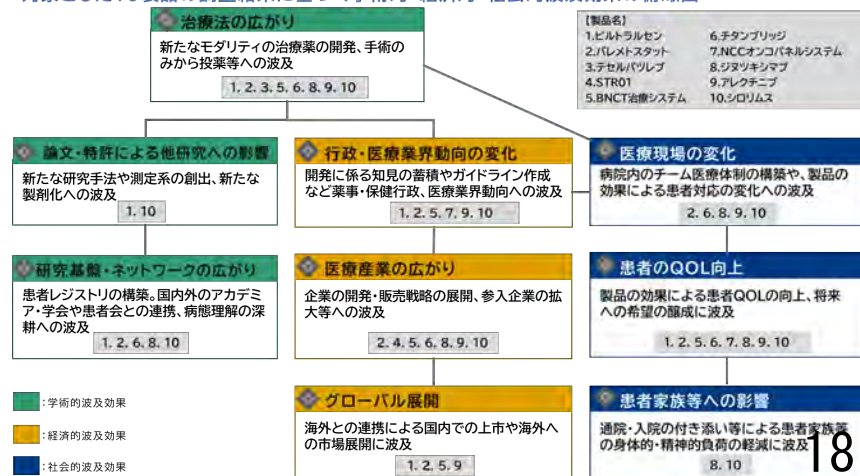 治療法の広がり
新たなモダリティの治療薬の開発、手術の
みから投薬等への波及
1. 2. 3. 5. 6. 8. 9. 10
【製品名】
1.ビルトラルセン
2.バレメトスタット
3.テセルパツレブ
4.STR01
5.BNCT治療システム
6.チタンブリッジ
7.NCCオンコパネルシステム
8.ジヌツキシマブ
9.アレクチニブ
10.シロリムス
論文・特許による他研究への影響
新たな研究手法や測定系の創出、新たな
製剤化への波及
1. 10
行政・医療業界動向の変化
開発に係る知見の蓄積やガイドライン作成
など薬事・保健行政、医療業界動向への波及
1. 2. 5. 7. 9. 10
医療現場の変化
病院内のチーム医療体制の構築や、製品の
効果による患者対応の変化への波及
2. 6. 8. 9. 10
研究基盤・ネットワークの広がり
患者レジストリの構築。国内外のアカデミ
ア・学会や患者会との連携、病態理解の深
耕への波及
1. 2. 6. 8. 10
医療産業の広がり
企業の開発・販売戦略の展開、参入企業の拡
大等への波及
2. 4. 5. 6. 8. 9. 10
患者のQOL向上
製品の効果による患者QOLの向上、将来
への希望の醸成に波及
1. 2. 5. 6. 7. 8. 9. 10
グローバル展開
海外との連携による国内での上市や海外へ
の市場展開に波及
1. 2. 5. 9
患者家族等への影響
通院・入院の付き添い等による患者家族等
の身体的・精神的負荷の軽減に波及
8. 10
:学術的波及効果
:経済的波及効果
:社会的波及効果
18